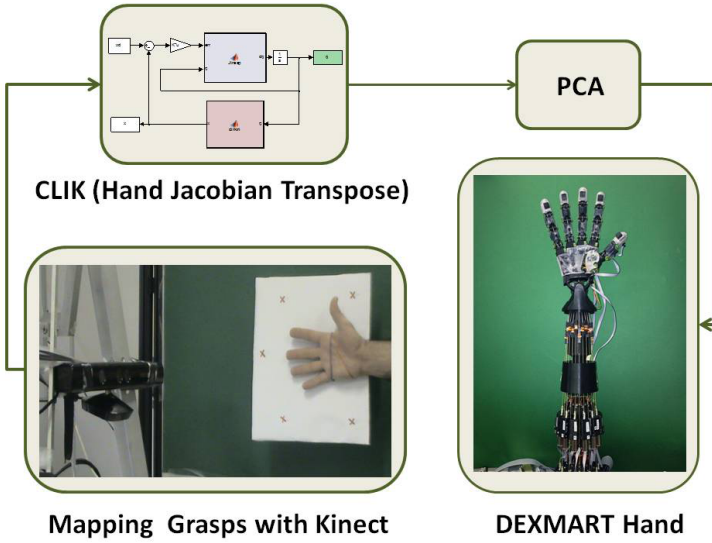 PCA
CLIK (Hand Jacobian Transpose)
x x
x
x x
Mapping Grasps with Kinect
DEXMART Hand